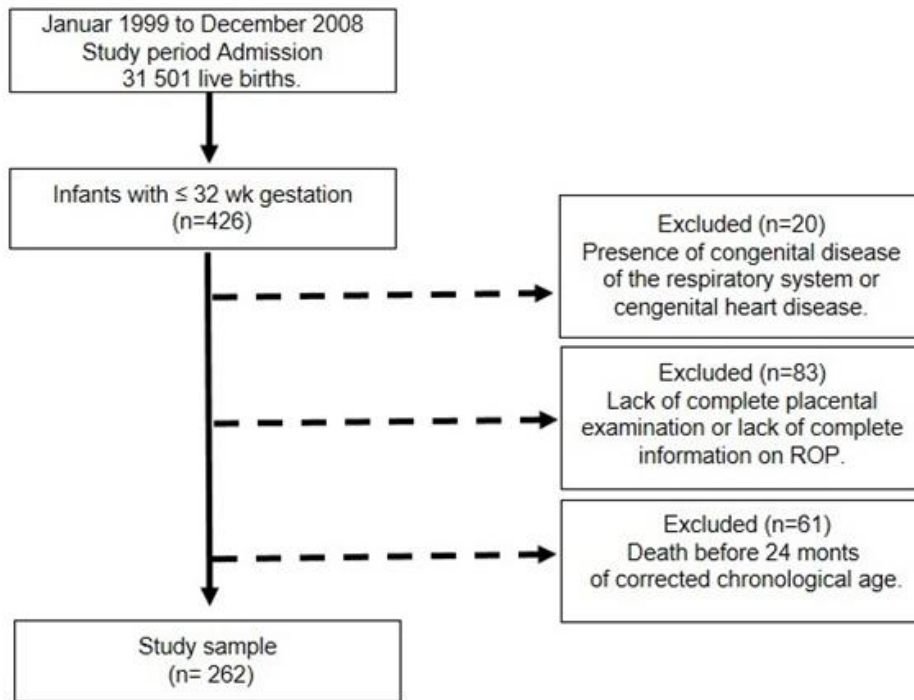 Januar 1999 to December 2008
Study period Admission
31 501 live births.
Infants with ≤ 32 wk gestation
(n=426)
Excluded (n=20)
Presence of congenital disease
of the respiratory system or
cengenital heart disease.
Excluded (n=83)
Lack of complete placental
examination or lack of complete
information on ROP.
Excluded (n=61)
Death before 24 monts
of corrected chronological age.
Study sample
(n= 262)